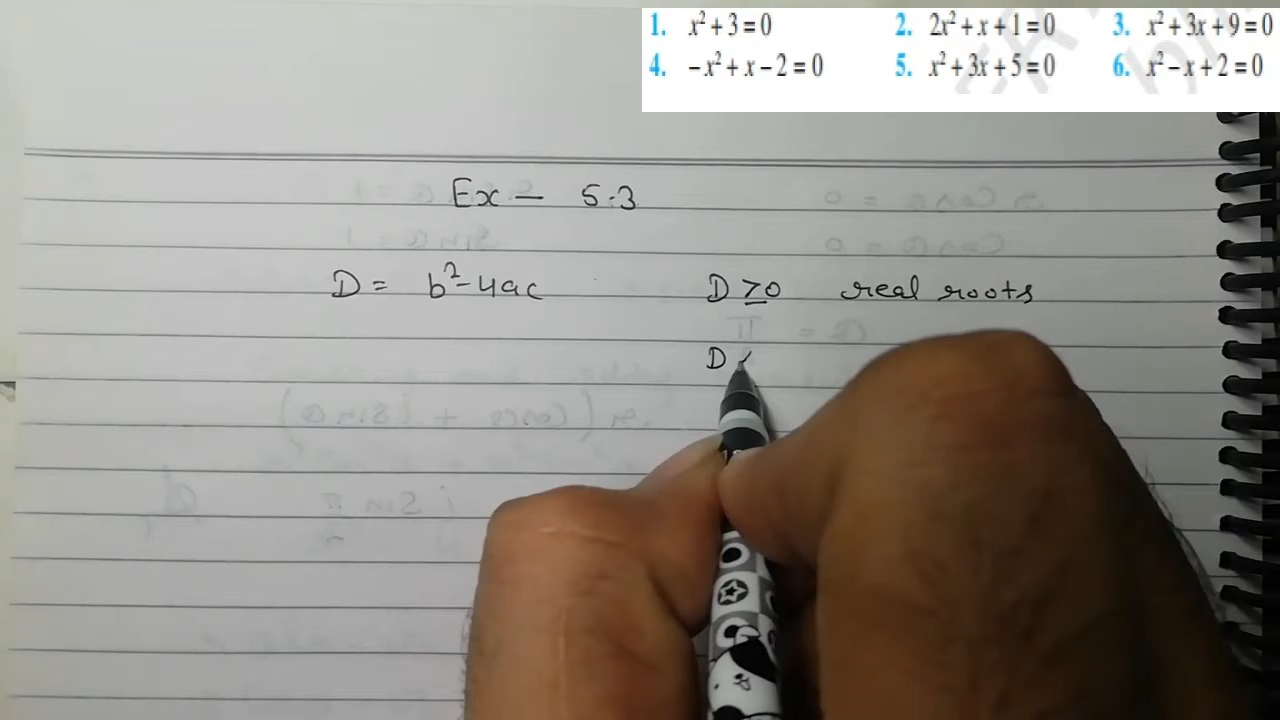 1. x²+3=0 2. 2x²+x+1=0 3. x²+3x+9=0
4. -x²+x-2=0 5. x²+3x+5=0 6. x²-x+2=0
Ex — 5.3
D = b²-4ac D ≥0 real roots
D <